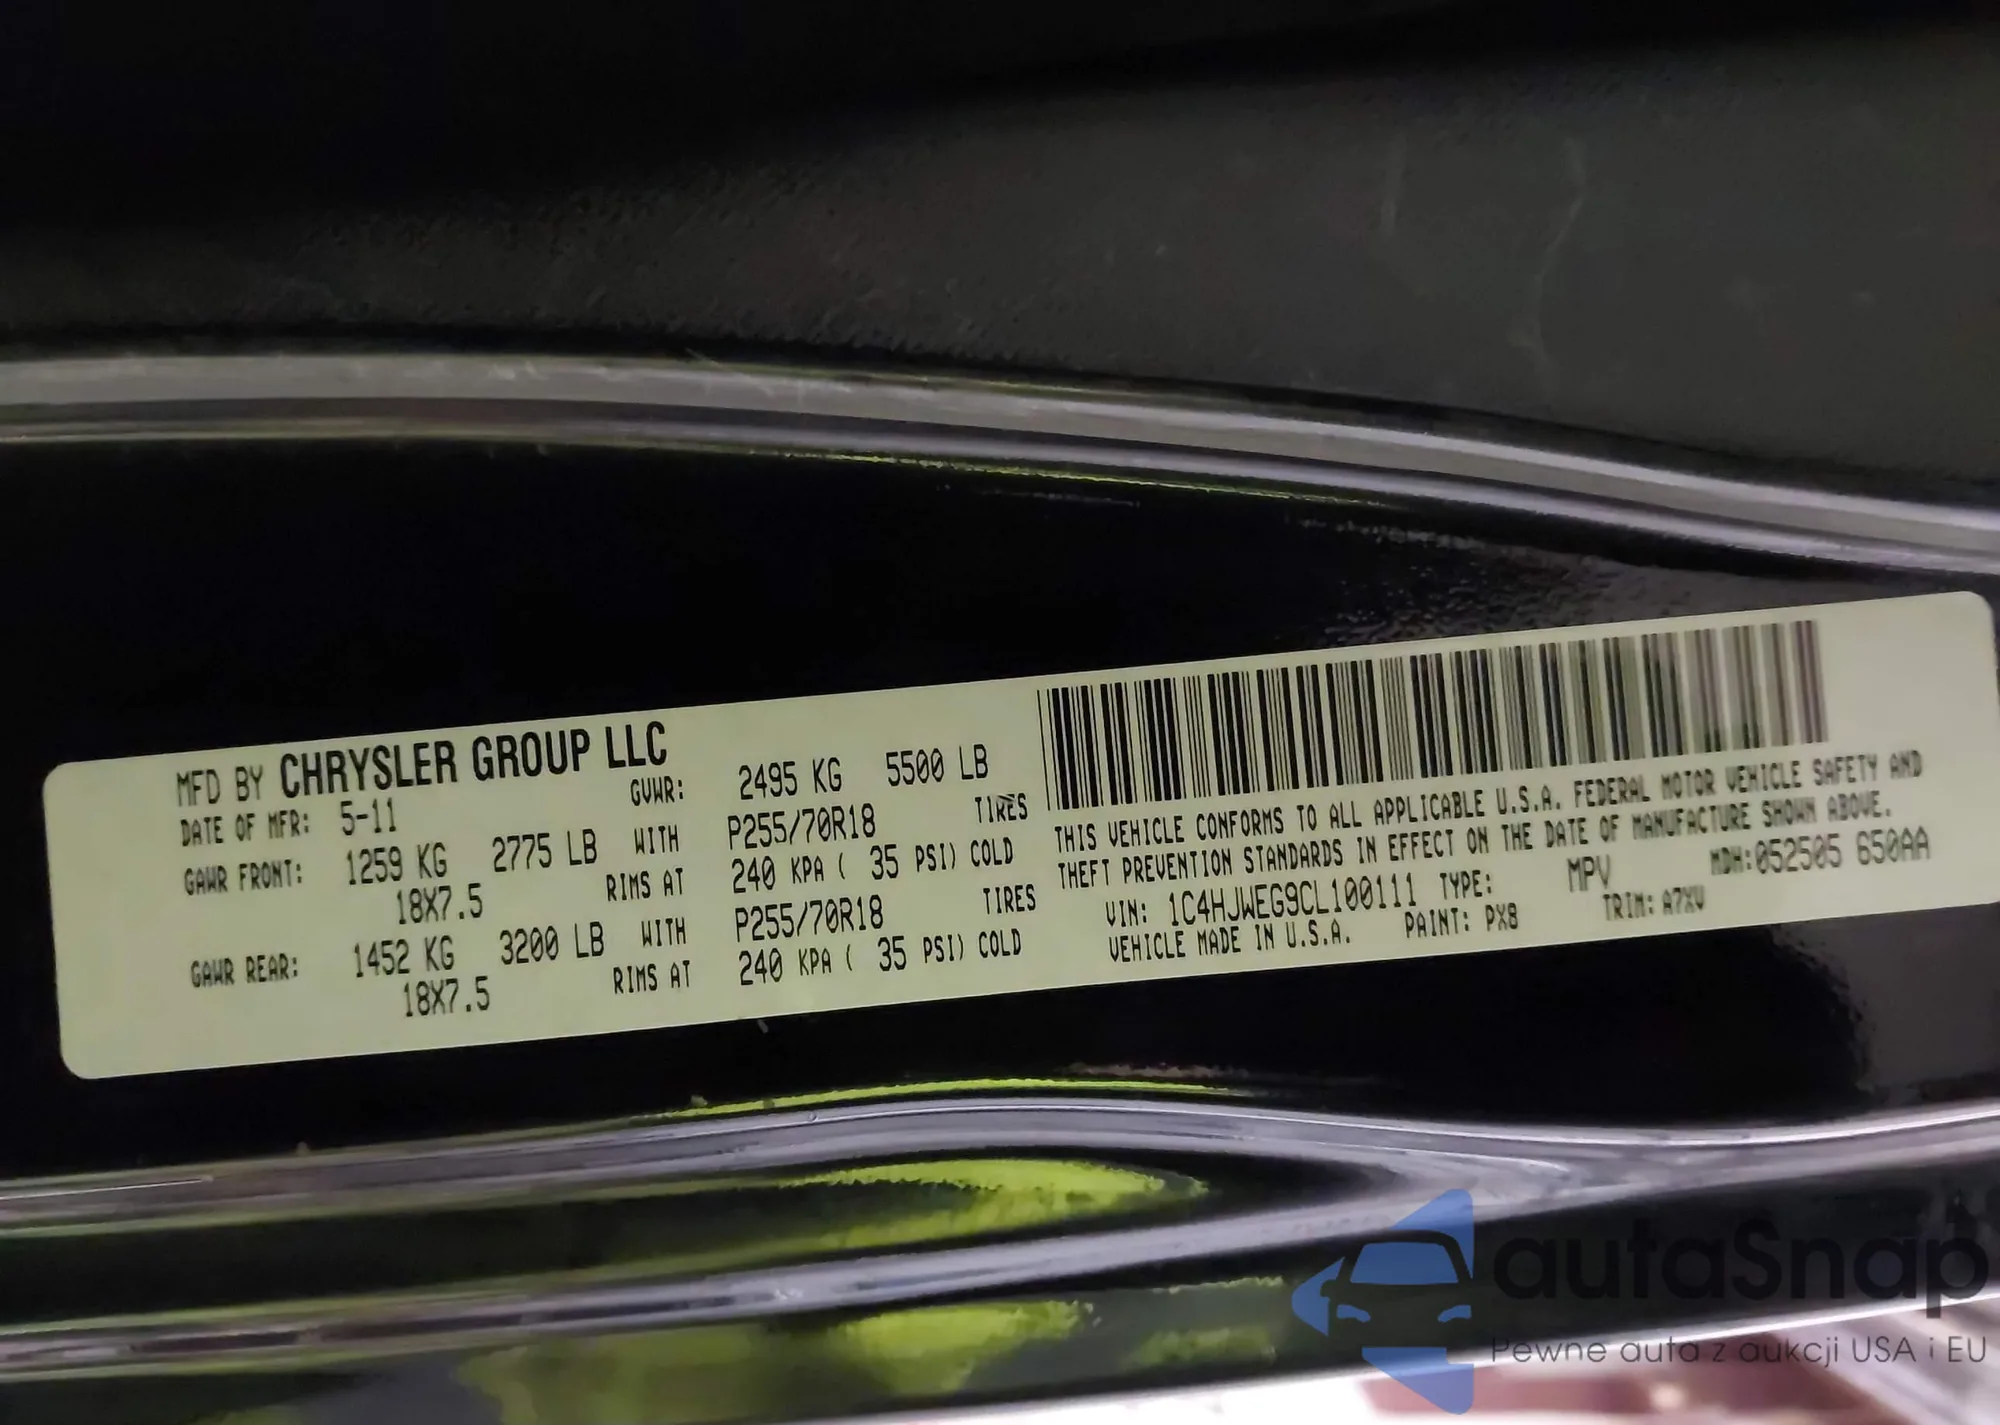 MFD BY CHRYSLER GROUP LLC
DATE OF MFR: 5-11 GVWR: 2495 KG 5500 LB
GAWR FRONT: 1259 KG 2775 LB WITH P255/70R18 TIRES
18X7.5 RIMS AT 240 KPA ( 35 PSI) COLD
GAWR REAR: 1452 KG 3200 LB WITH P255/70R18 TIRES
18X7.5 RIMS AT 240 KPA ( 35 PSI) COLD
THIS VEHICLE CONFORMS TO ALL APPLICABLE U.S.A. FEDERAL MOTOR VEHICLE SAFETY AND
THEFT PREVENTION STANDARDS IN EFFECT ON THE DATE OF MANUFACTURE SHOWN ABOVE.
VIN: 1C4HJWEG9CL100111 TYPE: MPV MDH:052505 650AA
VEHICLE MADE IN U.S.A. PAINT: PX8 TRIM: A7XV
autaSnap
Pewne auta z aukcji USA i EU